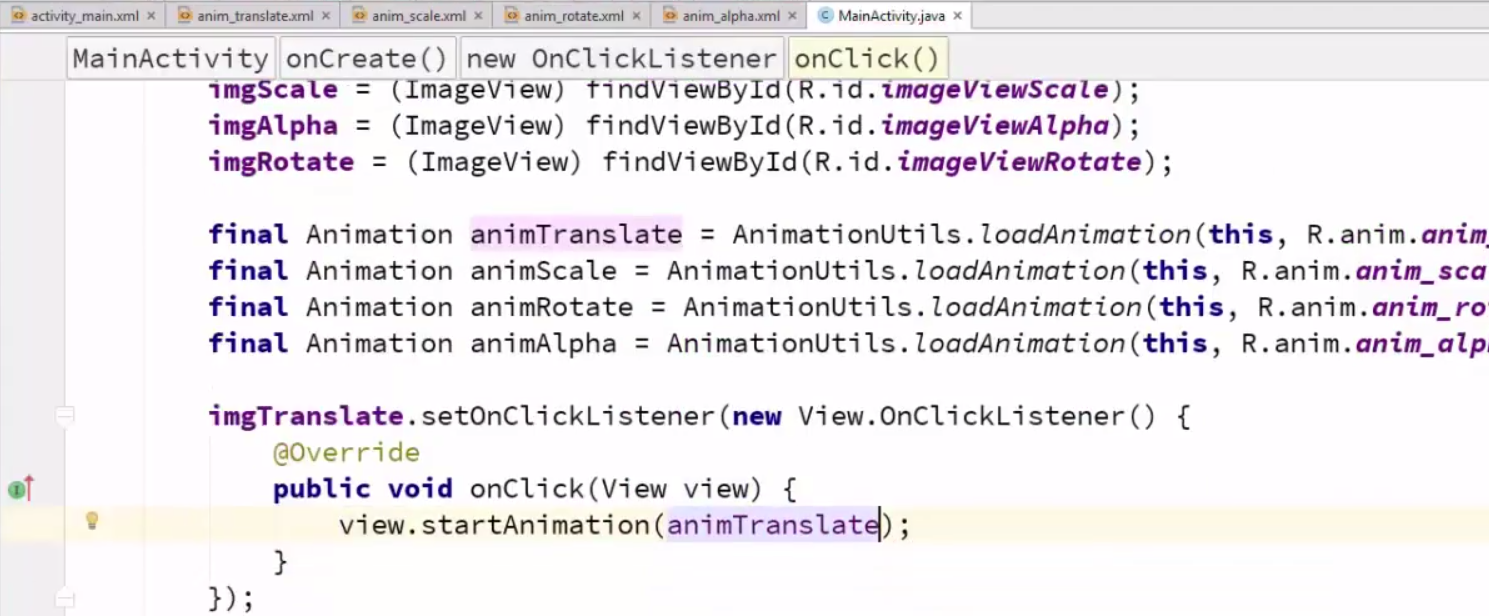 activity_main.xml × anim_translate.xml × anim_scale.xml × anim_rotate.xml × anim_alpha.xml × MainActivity.java ×
MainActivity onCreate() new OnClickListener onClick()
imgScale = (ImageView) findViewById(R.id.imageViewScale);
imgAlpha = (ImageView) findViewById(R.id.imageViewAlpha);
imgRotate = (ImageView) findViewById(R.id.imageViewRotate);
final Animation animTranslate = AnimationUtils.loadAnimation(this, R.anim.anim_
final Animation animScale = AnimationUtils.loadAnimation(this, R.anim.anim_sca
final Animation animRotate = AnimationUtils.loadAnimation(this, R.anim.anim_ro
final Animation animAlpha = AnimationUtils.loadAnimation(this, R.anim.anim_alp
imgTranslate.setOnClickListener(new View.OnClickListener() {
@Override
public void onClick(View view) {
view.startAnimation(animTranslate);
}
});